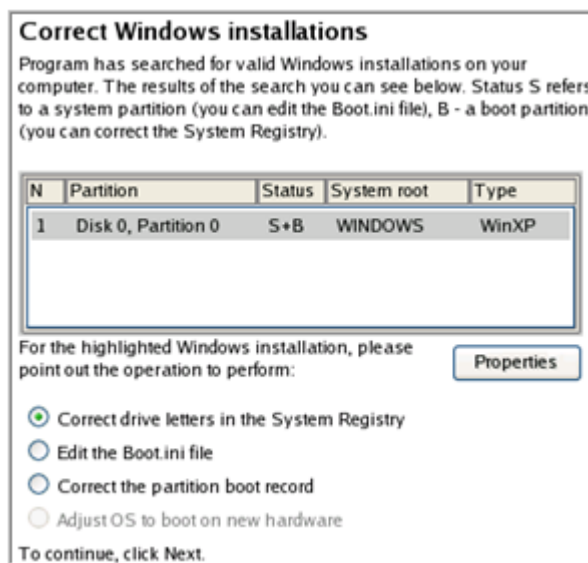 Correct Windows installations
Program has searched for valid Windows installations on your
computer. The results of the search you can see below. Status S refers
to a system partition (you can edit the Boot.ini file), B - a boot partition
(you can correct the System Registry).
N Partition Status System root Type
1 Disk 0, Partition 0 S+B WINDOWS WinXP
For the highlighted Windows installation, please
point out the operation to perform:
Properties
Correct drive letters in the System Registry
Edit the Boot.ini file
Correct the partition boot record
Adjust OS to boot on new hardware
To continue, click Next.